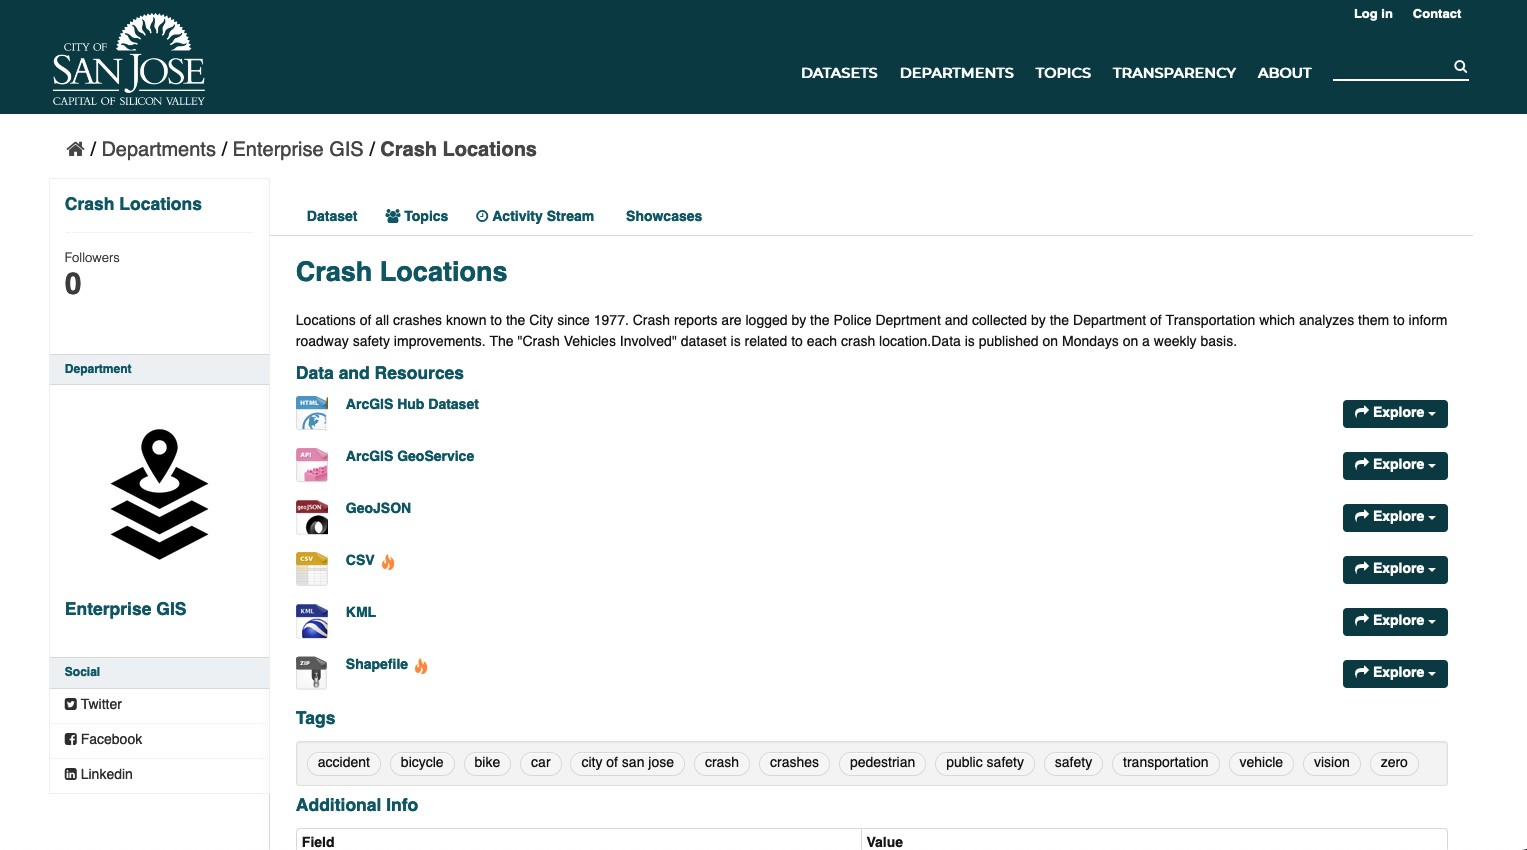 Log in Contact
CITY OF
SAN JOSE
CAPITAL OF SILICON VALLEY
DATASETS DEPARTMENTS TOPICS TRANSPARENCY ABOUT
/ Departments / Enterprise GIS / Crash Locations
Crash Locations
Followers
0
Department
Enterprise GIS
Social
Twitter
Facebook
Linkedin
Dataset Topics Activity Stream Showcases
Crash Locations
Locations of all crashes known to the City since 1977. Crash reports are logged by the Police Deprtment and collected by the Department of Transportation which analyzes them to inform
roadway safety improvements. The "Crash Vehicles Involved" dataset is related to each crash location.Data is published on Mondays on a weekly basis.
Data and Resources
HTML ArcGIS Hub Dataset Explore
API ArcGIS GeoService Explore
geoJSON GeoJSON Explore
CSV CSV Explore
KML KML Explore
ZIP Shapefile Explore
Tags
accident bicycle bike car city of san jose crash crashes pedestrian public safety safety transportation vehicle vision zero
Additional Info
Field Value